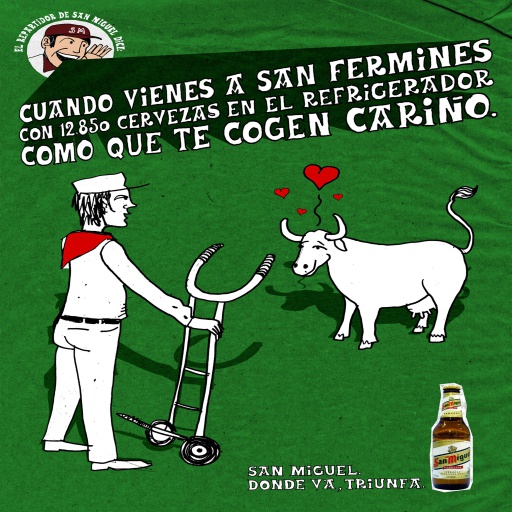 EL REPARTIDOR DE SAN MIGUEL DICE:
SM
CUANDO VIENES A SAN FERMINES
CON 12.850 CERVEZAS EN EL REFRIGERADOR
COMO QUE TE COGEN CARIÑO.
San Miguel
SAN MIGUEL.
DONDE VA, TRIUNFA.